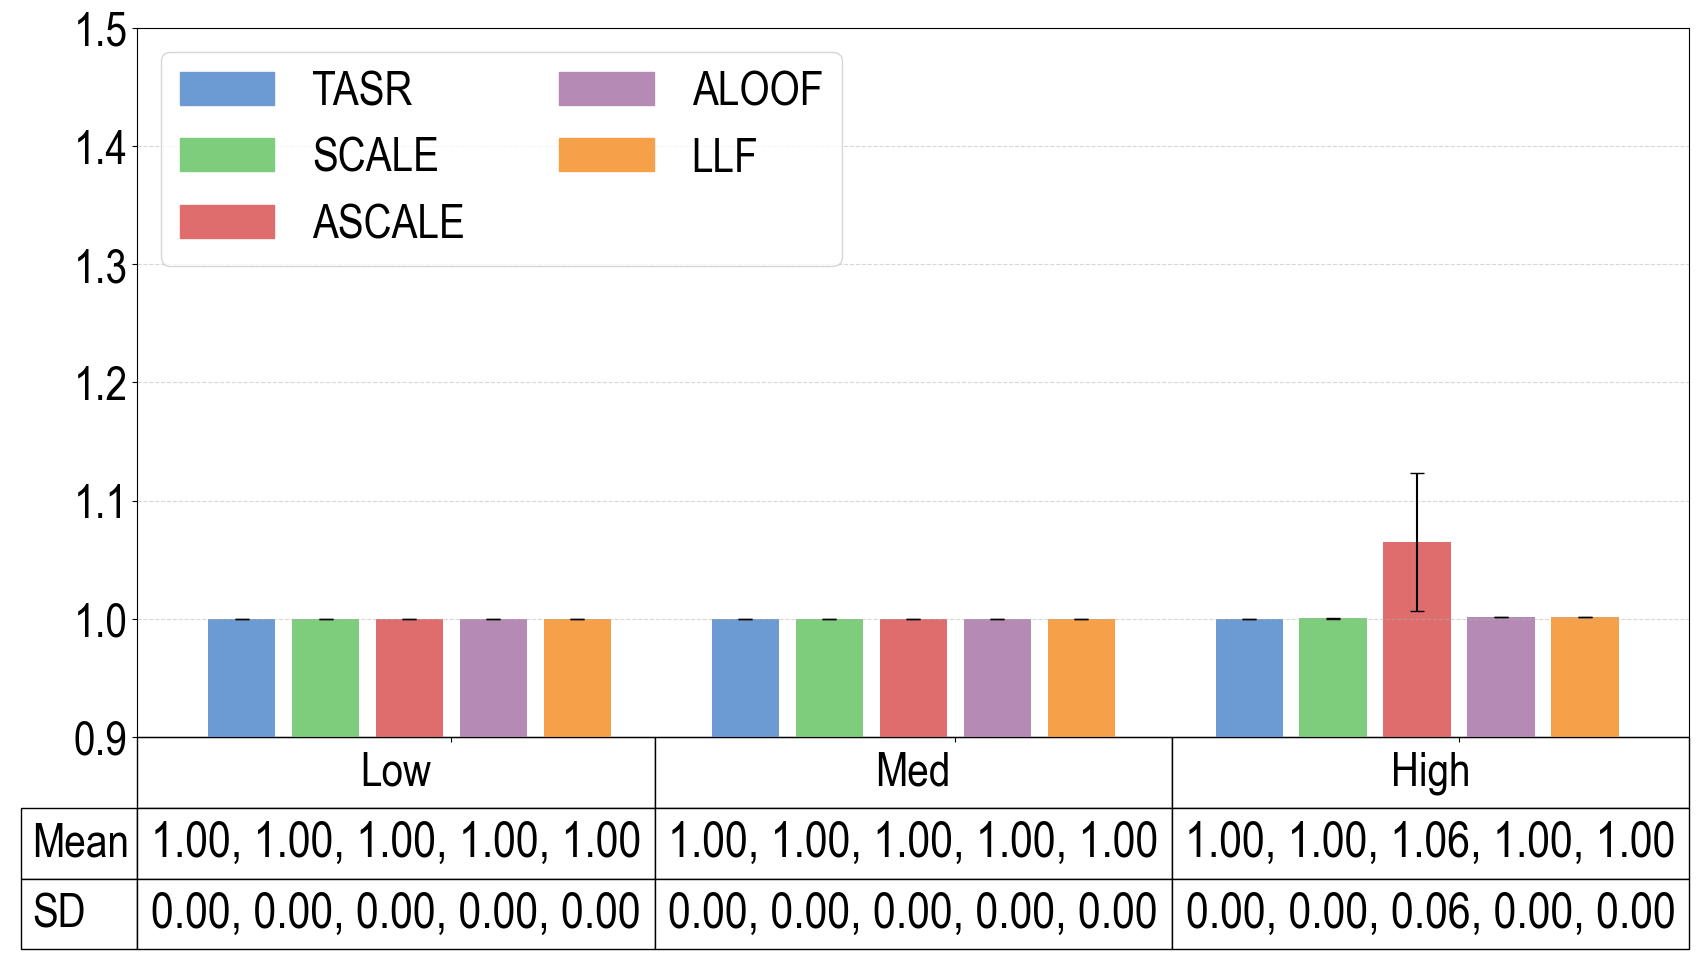 1.5
1.4
1.3
1.2
1.1
1.0
0.9
TASR
SCALE
ASCALE
ALOOF
LLF
Low Med High
Mean 1.00, 1.00, 1.00, 1.00, 1.00 1.00, 1.00, 1.00, 1.00, 1.00 1.00, 1.00, 1.06, 1.00, 1.00
SD 0.00, 0.00, 0.00, 0.00, 0.00 0.00, 0.00, 0.00, 0.00, 0.00 0.00, 0.00, 0.06, 0.00, 0.00